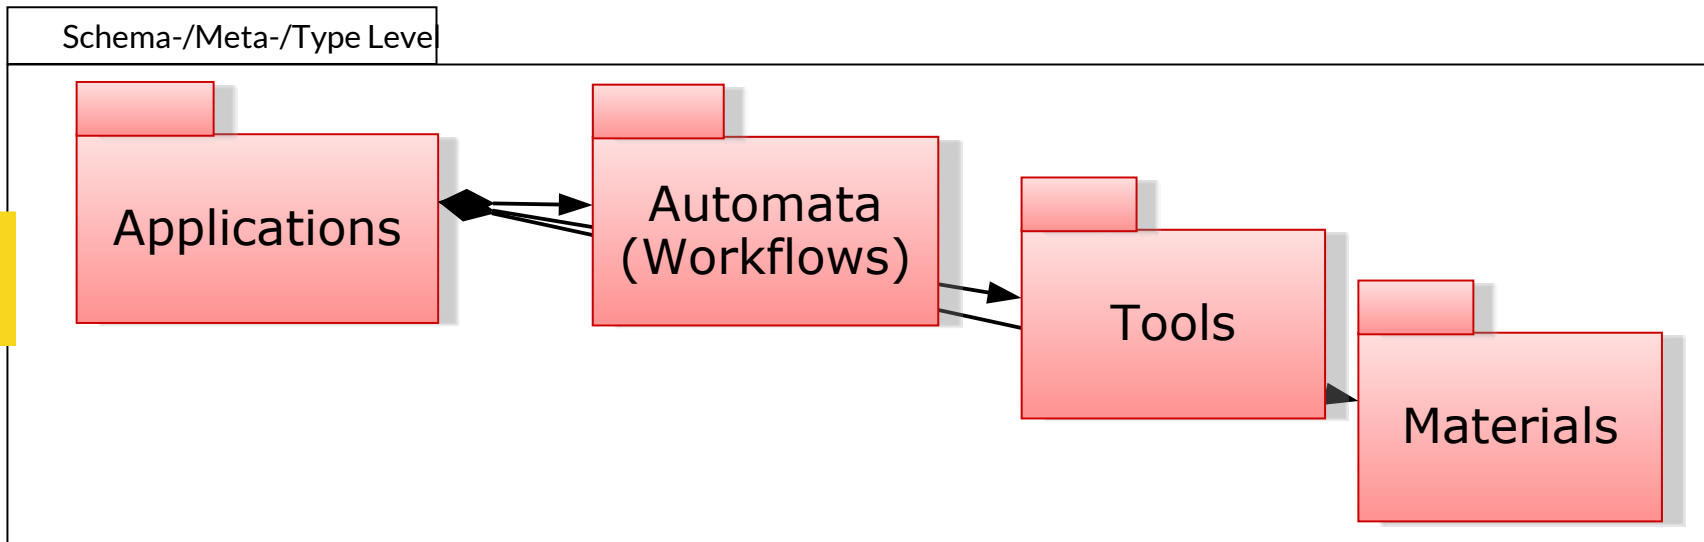 Schema-/Meta-/Type Level
Applications
Automata
(Workflows)
Tools
Materials